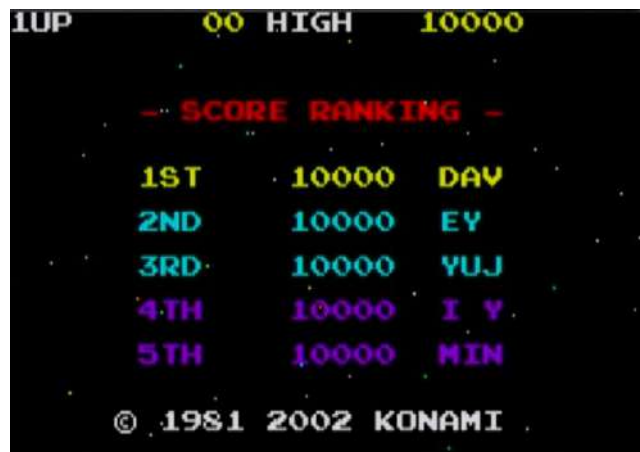 1UP 00 HIGH 10000
- SCORE RANKING -
1ST 10000 DAV
2ND 10000 EY
3RD 10000 YUJ
4TH 10000 I Y
5TH 10000 MIN
© 1981 2002 KONAMI